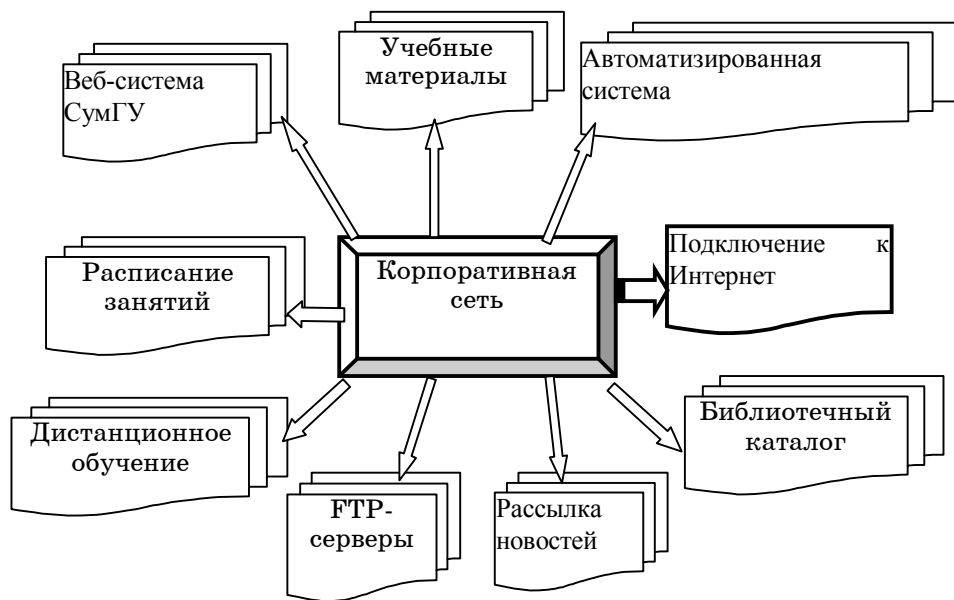 Веб-система
СумГУ
Учебные
материалы
Автоматизированная
система
Расписание
занятий
Корпоративная
сеть
Подключение к
Интернет
Дистанционное
обучение
FTP-
серверы
Рассылка
новостей
Библиотечный
каталог